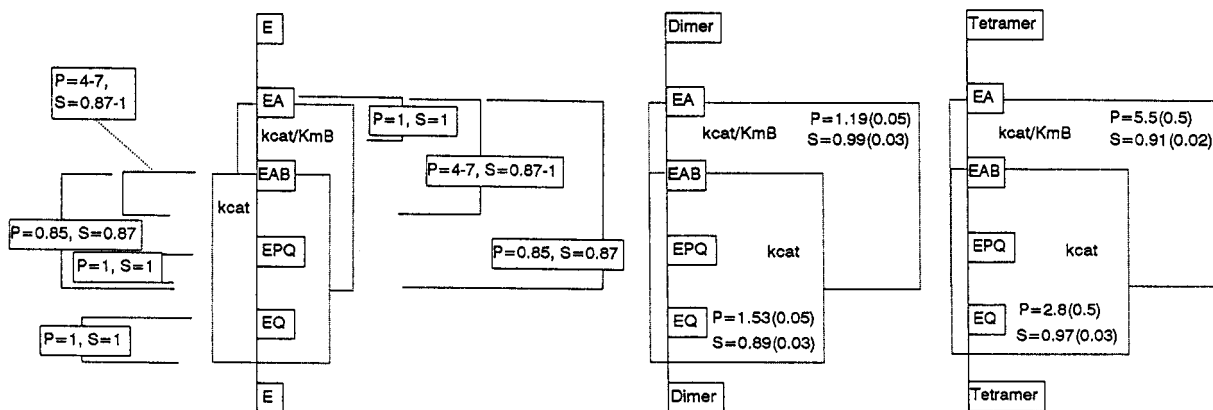 E
P=4-7,
S=0.87-1
EA
P=1, S=1
kcat/KmB
EAB
P=4-7, S=0.87-1
kcat
P=0.85, S=0.87
EPQ
P=0.85, S=0.87
P=1, S=1
EQ
P=1, S=1
E
Dimer
EA
P=1.19(0.05)
kcat/KmB
S=0.99(0.03)
EAB
EPQ
kcat
EQ
P=1.53(0.05)
S=0.89(0.03)
Dimer
Tetramer
EA
P=5.5(0.5)
kcat/KmB
S=0.91(0.02)
EAB
EPQ
kcat
EQ
P=2.8(0.5)
S=0.97(0.03)
Tetramer